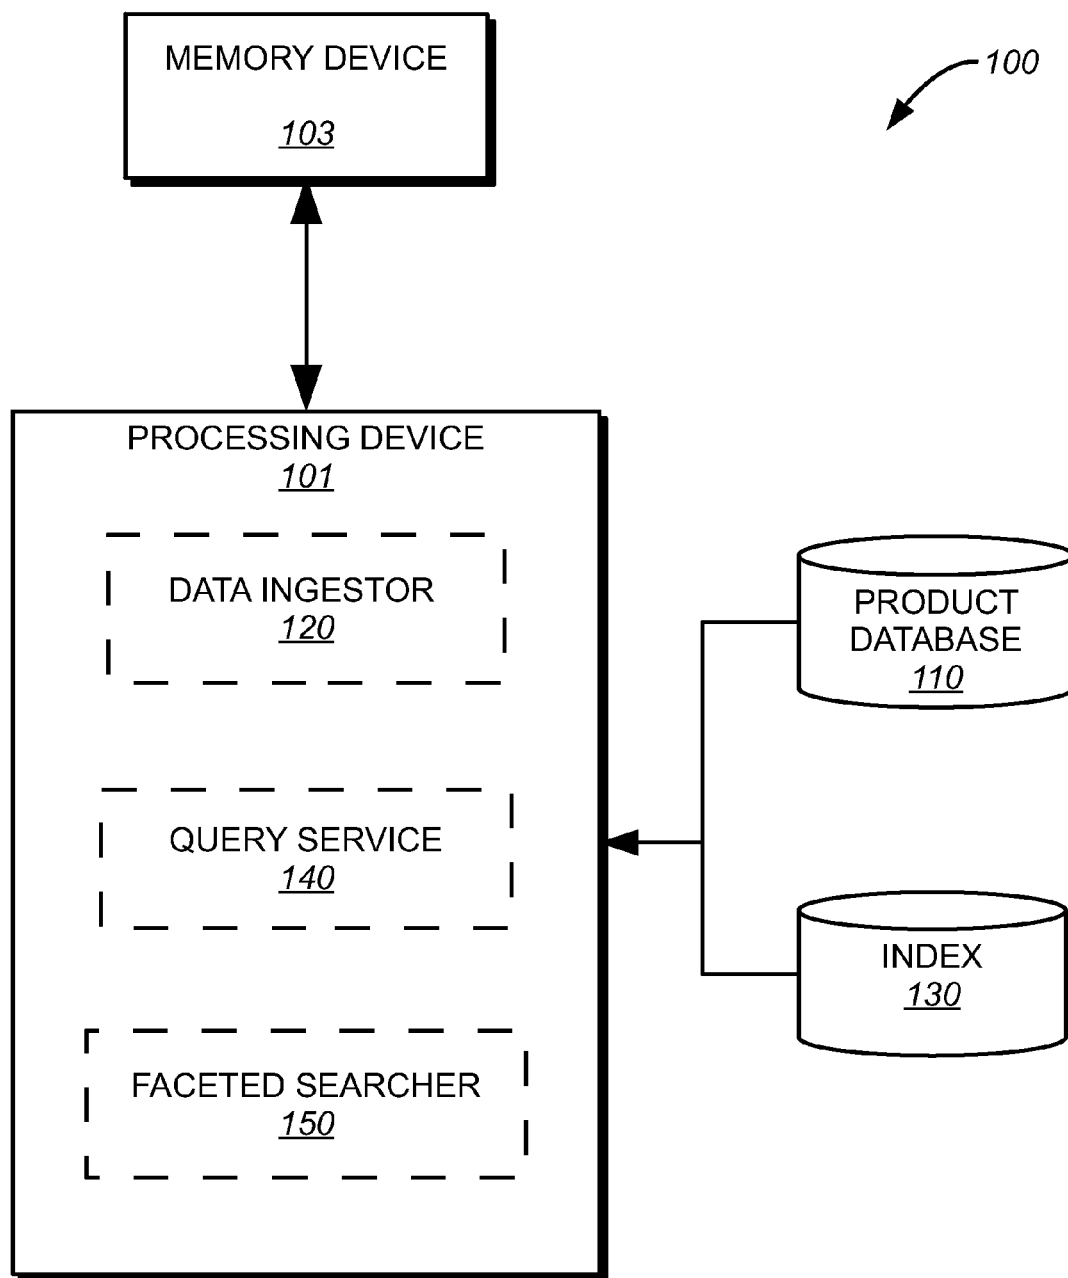 MEMORY DEVICE
103
100
PROCESSING DEVICE
101
DATA INGESTOR
120
QUERY SERVICE
140
FACETED SEARCHER
150
PRODUCT
DATABASE
110
INDEX
130